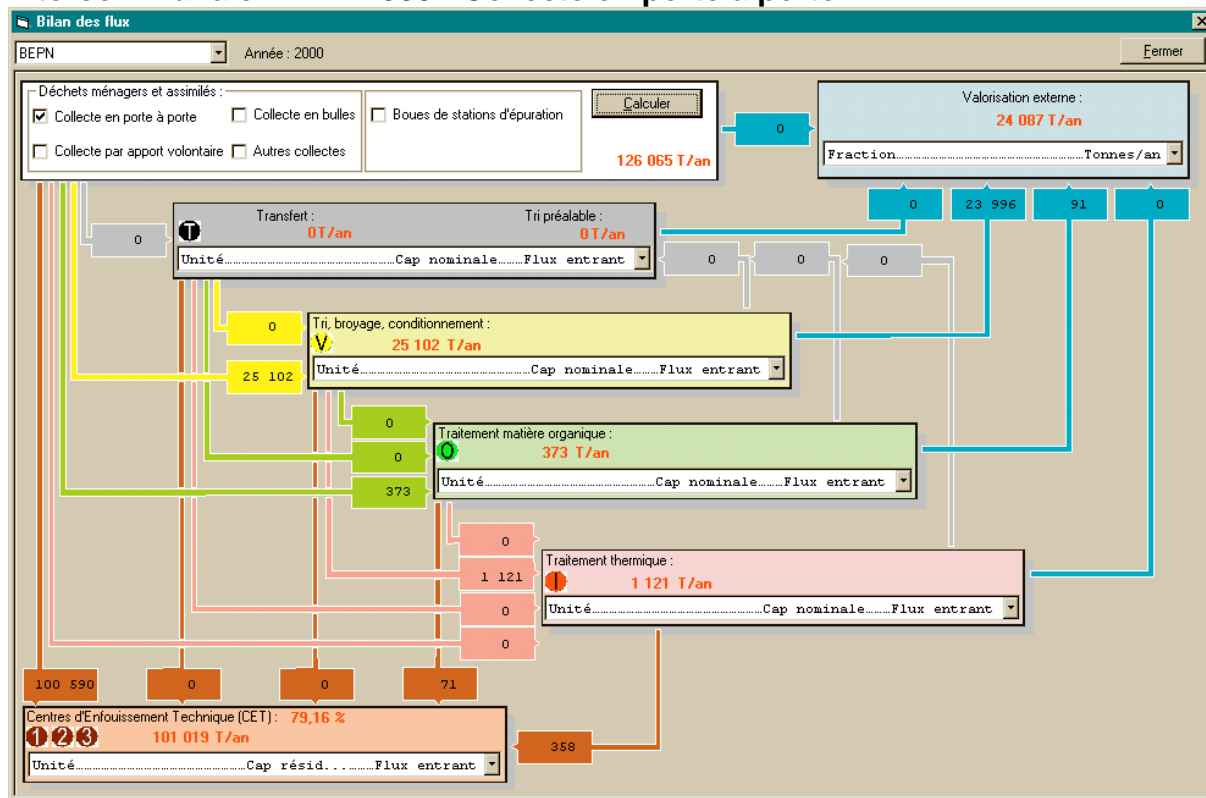 Bilan des flux
BEPN Année : 2000 Fermer
Déchets ménagers et assimilés :
Collecte en porte à porte Collecte en bulles Boues de stations d'épuration Calculer
Collecte par apport volontaire Autres collectes
126 065 T/an
0
Valorisation externe :
24 087 T/an
Fraction.....Tonnes/an
0 23 996 91 0
0
T
Transfert : Tri préalable :
0T/an 0T/an
Unité.....Cap nominale.....Flux entrant
0 0 0
0
25 102
Tri, broyage, conditionnement :
V 25 102 T/an
Unité.....Cap nominale.....Flux entrant
0
0
373
Traitement matière organique :
O 373 T/an
Unité.....Cap nominale.....Flux entrant
0
1 121
0
0
Traitement thermique :
I 1 121 T/an
Unité.....Cap nominale.....Flux entrant
100 590 0 0 71
Centres d'Enfouissement Technique (CET) : 79,16 %
1 2 3 101 019 T/an
Unité.....Cap résid........Flux entrant
358